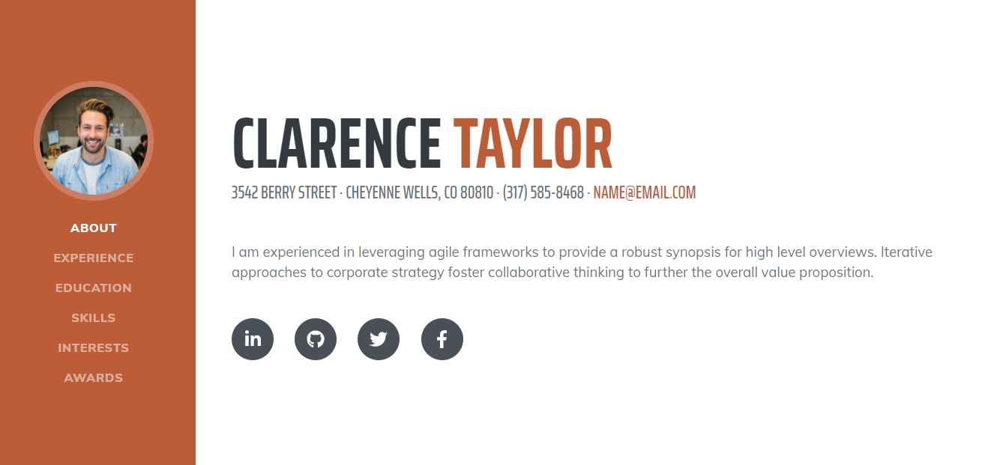 ABOUT
EXPERIENCE
EDUCATION
SKILLS
INTERESTS
AWARDS
CLARENCE TAYLOR
3542 BERRY STREET · CHEYENNE WELLS, CO 80810 · (317) 585-8468 · NAME@EMAIL.COM
I am experienced in leveraging agile frameworks to provide a robust synopsis for high level overviews. Iterative
approaches to corporate strategy foster collaborative thinking to further the overall value proposition.
in